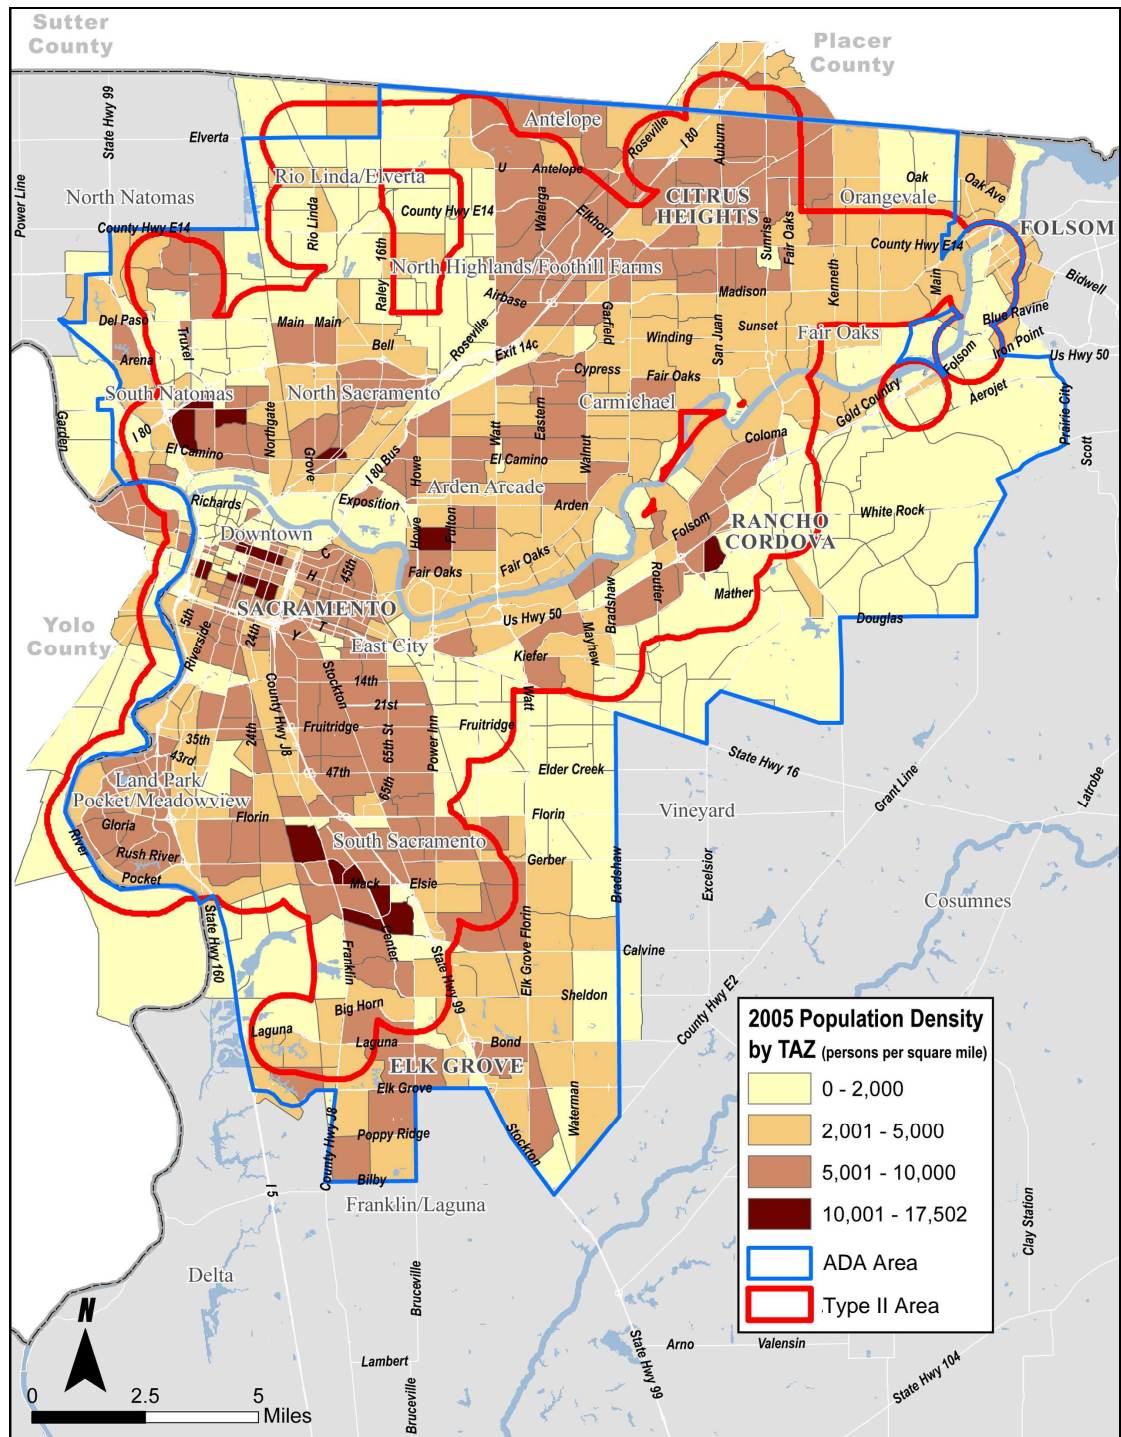 Sutter
County
Placer
County
State Hwy 99
Elverta
Antelope
Roseville
I 80
Auburn
Power Line
North Natomas
Rio Linda/Elverta
U
Antelope
CITRUS
HEIGHTS
Oak
Oak Ave
Orangevale
County Hwy E14
Rio Linda
16th
County Hwy E14
Walerga
Elkhorn
Sunrise
Fair Oaks
County Hwy E14
FOLSOM
North Highlands/Foothill Farms
Raley
Airbase
Madison
Kenneth
Main
Bidwell
Del Paso
Truxel
Main
Main
Bell
Roseville
Exit 14c
Garfield
Winding
San Juan
Sunset
Fair Oaks
Blue Ravine
Iron Point
Folsom
Us Hwy 50
Arena
Cypress
Fair Oaks
South Natomas
North Sacramento
Carmichael
Gold Country
Aerojet
Prairie City
Garden
I 80
Northgate
El Camino
Grove
I 80 Bus
Howe
Watt
Eastern
El Camino
Walnut
Coloma
Scott
Arden Arcade
Richards
Exposition
Arden
White Rock
Downtown
Howe
Fulton
Folsom
RANCHO
CORDOVA
C
H
45th
Fair Oaks
Fair Oaks
Routier
Mather
SACRAMENTO
Us Hwy 50
Bradshaw
Douglas
Yolo
County
5th
Riverside
24th
Y
T
East City
Kiefer
Mayhew
Stockton
14th
21st
County Hwy J8
Watt
Fruitridge
65th St
Power Inn
Fruitridge
35th
43rd
24th
47th
65th
Elder Creek
State Hwy 16
Grant Line
Latrobe
Land Park/
Pocket/Meadowview
Florin
Florin
Vineyard
Gloria
South Sacramento
River
Rush River
Gerber
Pocket
Mack
Elsie
Bradshaw
Excelsior
Cosumnes
State Hwy 160
Franklin
Center
State Hwy 99
Elk Grove Florin
Calvine
Sheldon
County Hwy E2
Big Horn
Laguna
Laguna
Bond
ELK GROVE
Elk Grove
County Hwy J8
Poppy Ridge
Stockton
Waterman
Bilby
I 5
Franklin/Laguna
Clay Station
Delta
Bruceville
State Hwy 99
Arno
Valensin
State Hwy 104
Lambert
Bruceville
2005 Population Density
by TAZ (persons per square mile)
0 - 2,000
2,001 - 5,000
5,001 - 10,000
10,001 - 17,502
ADA Area
.Type II Area
N
0
2.5
5
Miles